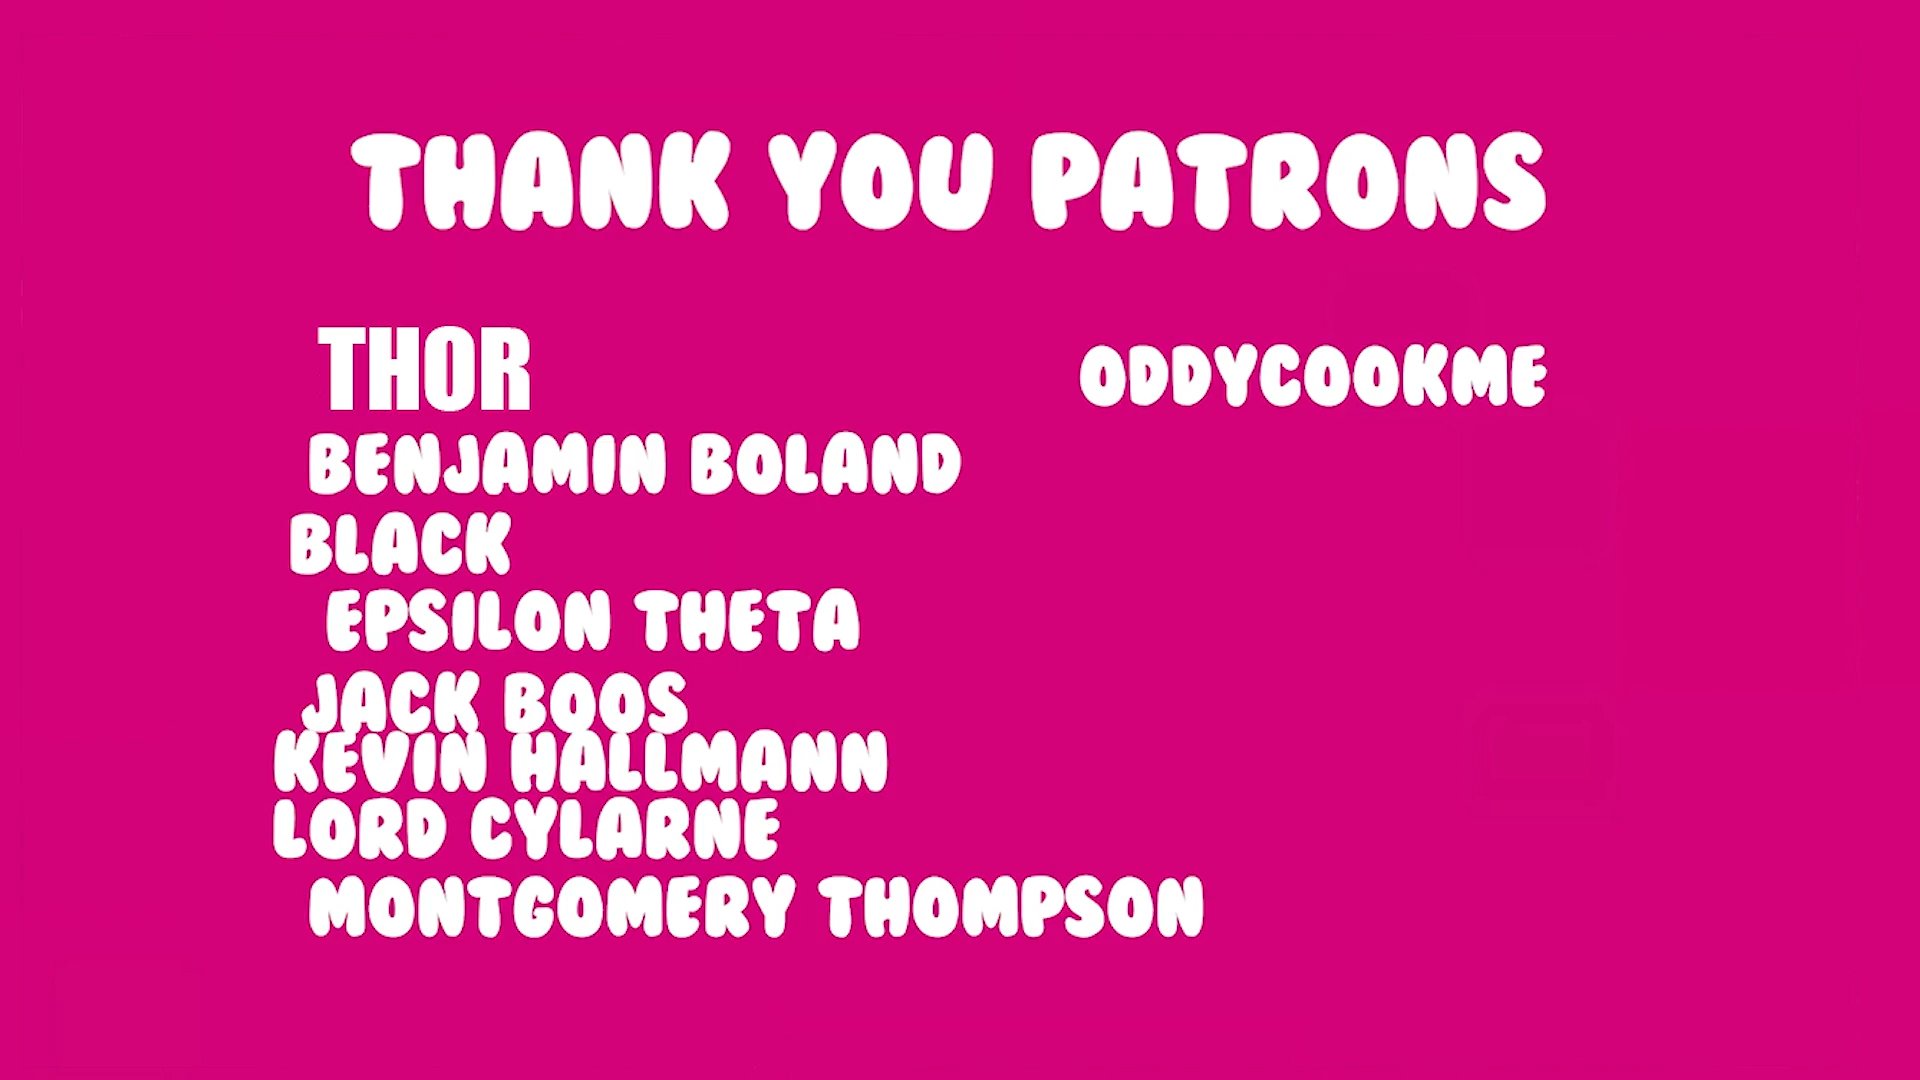 THANK YOU PATRONS
THOR
ODDYCOOKME
BENJAMIN BOLAND
BLACK
EPSILON THETA
JACK BOOS
KEVIN HALLMANN
LORD CYLARNE
MONTGOMERY THOMPSON